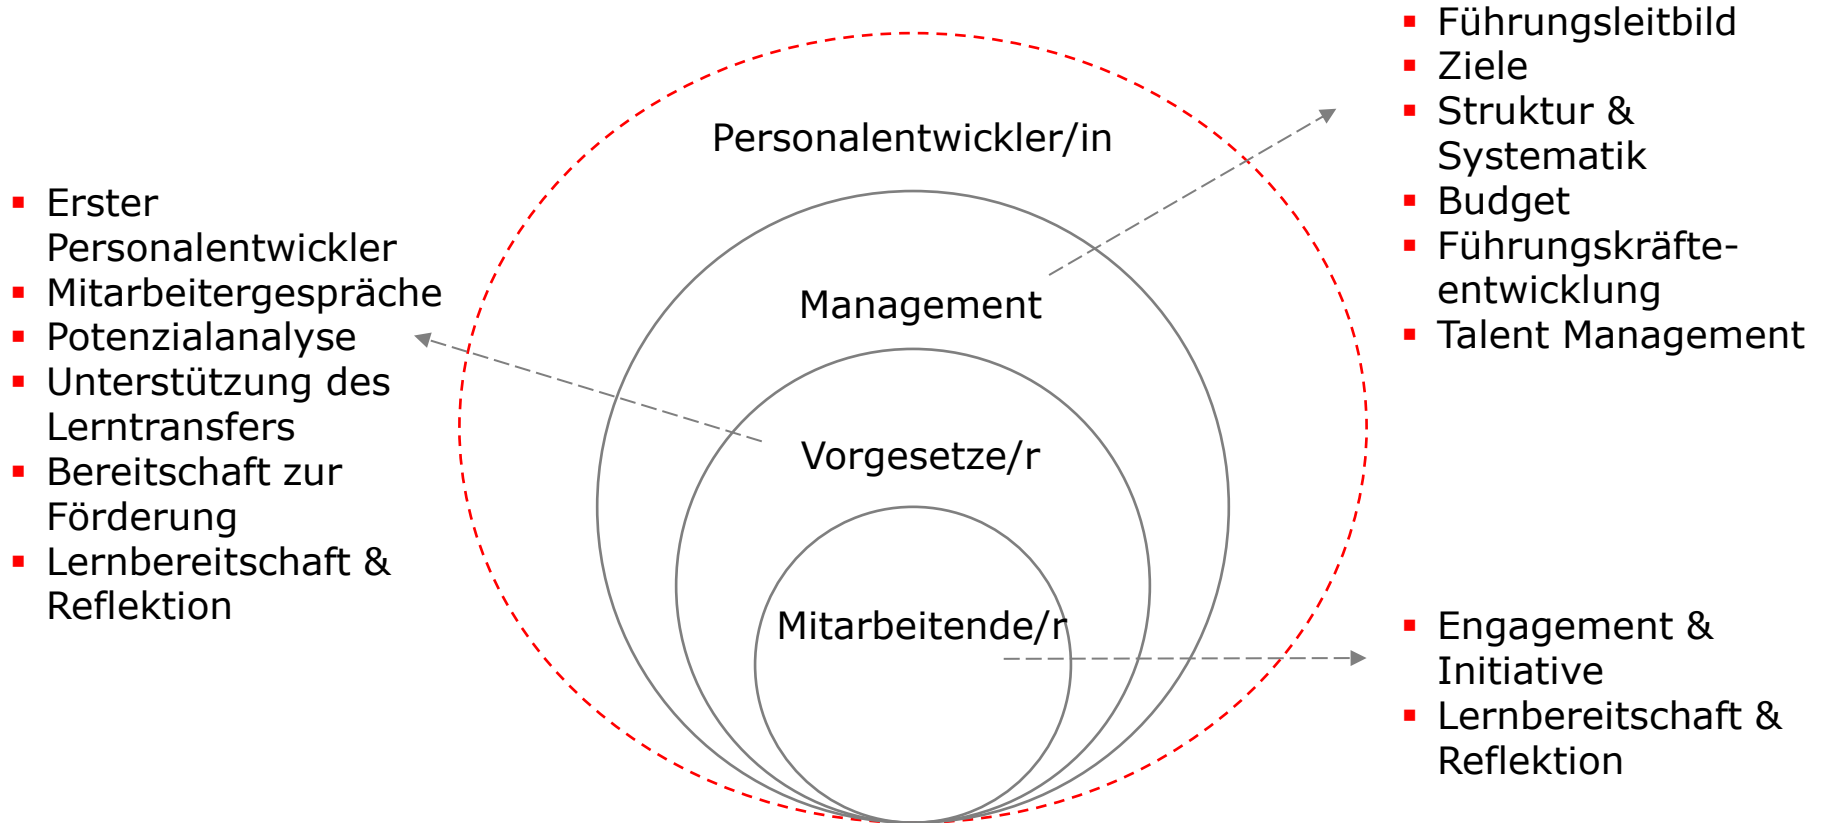 Personalentwickler/in
Management
Vorgesetze/r
Mitarbeitende/r
▪ Erster
Personalentwickler
▪ Mitarbeitergespräche
▪ Potenzialanalyse
▪ Unterstützung des
Lerntransfers
▪ Bereitschaft zur
Förderung
▪ Lernbereitschaft &
Reflektion
▪ Führungsleitbild
▪ Ziele
▪ Struktur &
Systematik
▪ Budget
▪ Führungskräfte-
entwicklung
▪ Talent Management
▪ Engagement &
Initiative
▪ Lernbereitschaft &
Reflektion